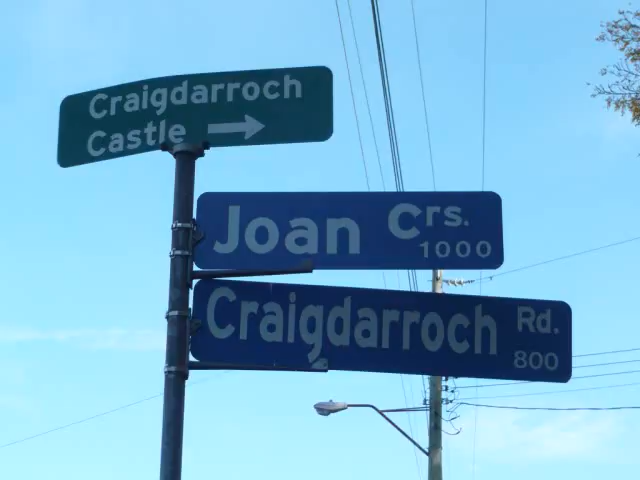 Craigdarroch
Castle →
Joan Crs.
1000
Craigdarroch Rd.
800